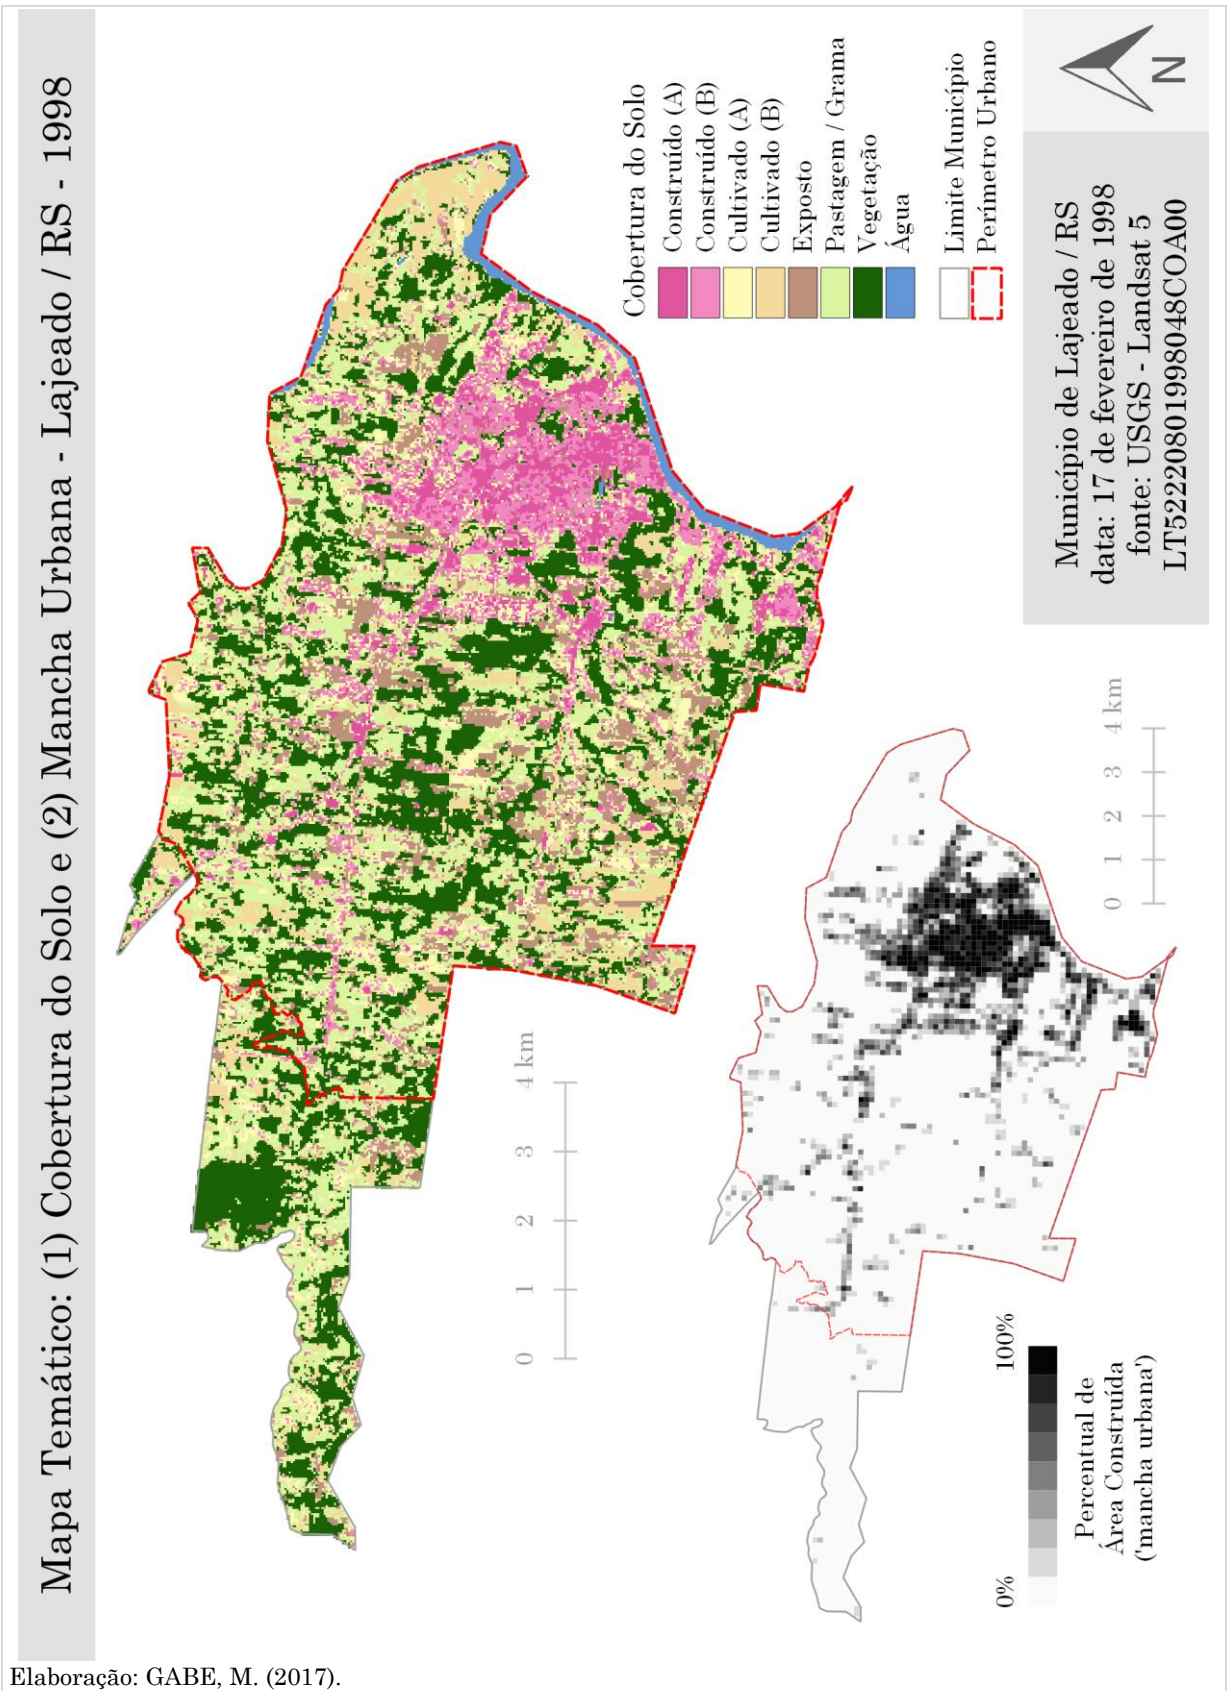 Mapa Temático: (1) Cobertura do Solo e (2) Mancha Urbana - Lajeado / RS - 1998
Cobertura do Solo
Construído (A)
Construído (B)
Cultivado (A)
Cultivado (B)
Exposto
Pastagem / Grama
Vegetação
Água
Limite Município
Perímetro Urbano
0 1 2 3 4 km
N
Município de Lajeado / RS
data: 17 de fevereiro de 1998
fonte: USGS - Landsat 5
LT52220801998048COA00
0 1 2 3 4 km
0% 100%
Percentual de
Área Construída
('mancha urbana')
Elaboração: GABE, M. (2017).